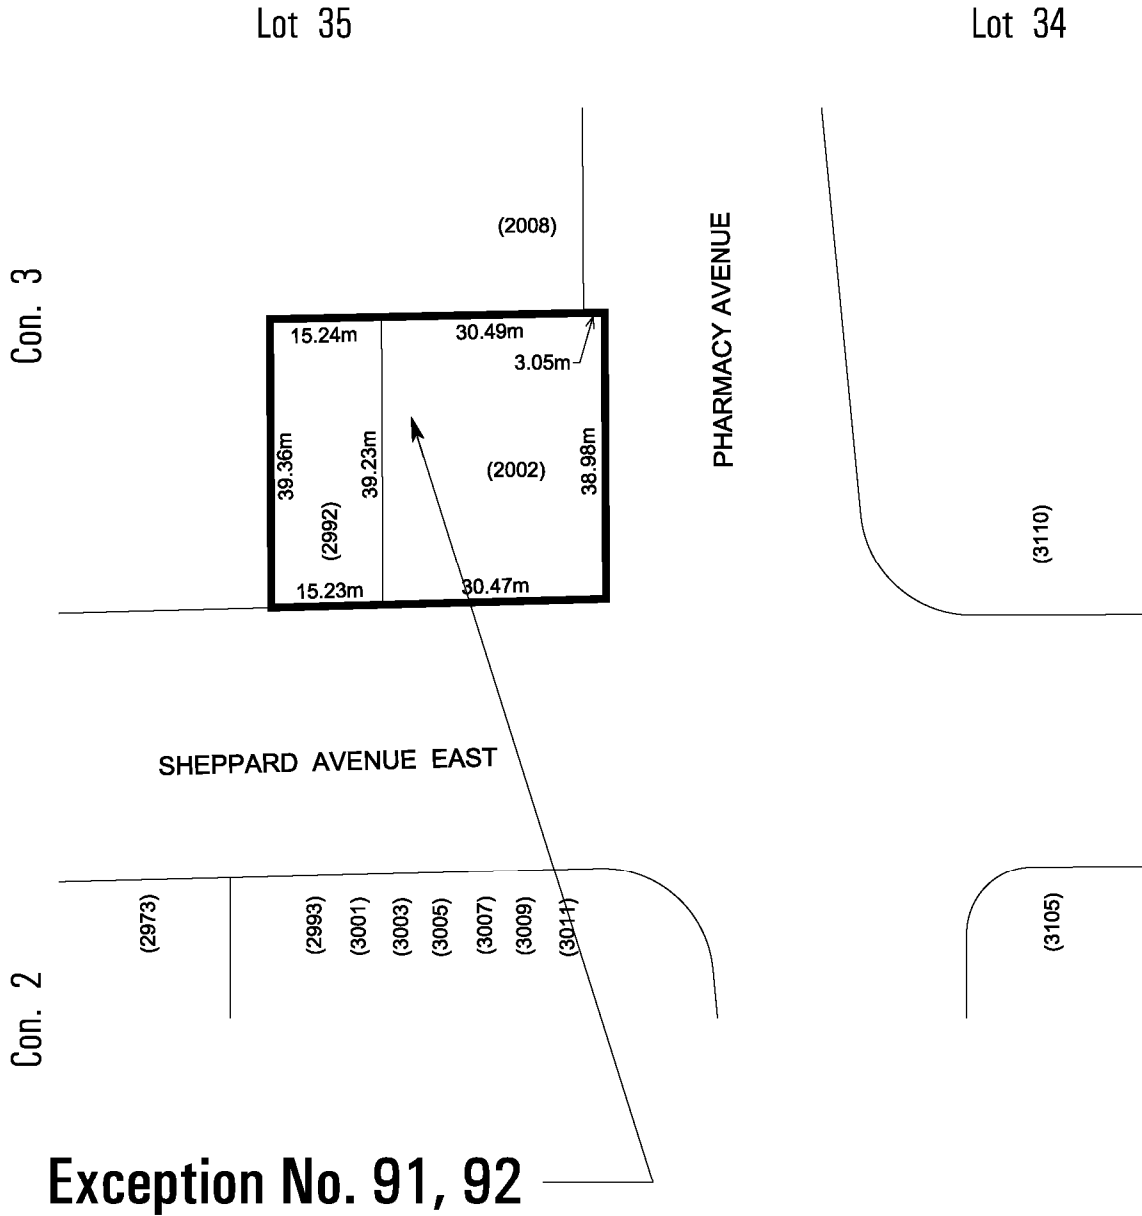 Lot 35
Lot 34
(2008)
PHARMACY AVENUE
Con. 3
15.24m
30.49m
3.05m
39.36m
39.23m
(2002)
38.98m
(2992)
(3110)
15.23m
30.47m
SHEPPARD AVENUE EAST
(2973)
(2993)
(3001)
(3003)
(3005)
(3007)
(3009)
(3011)
(3105)
Con. 2
Exception No. 91, 92